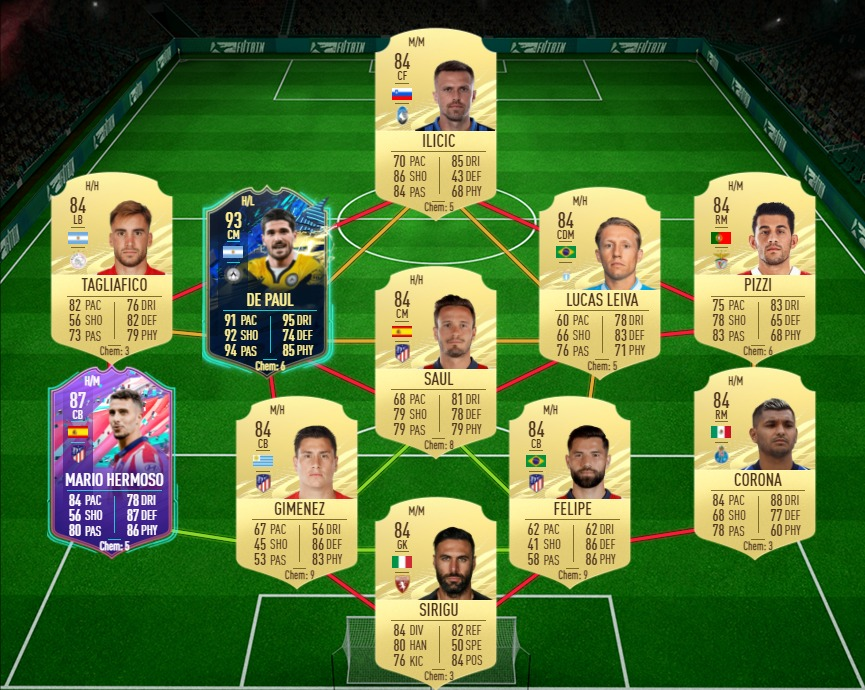 FUTBIN
FUTBIN
FUTBIN
FUTBIN
M/M
84
CF
ILICIC
70 PAC 85 DRI
86 SHO 43 DEF
84 PAS 68 PHY
Chem: 5
H/H
84
LB
TAGLIAFICO
82 PAC 76 DRI
56 SHO 82 DEF
73 PAS 79 PHY
Chem: 3
H/L
93
CM
DE PAUL
91 PAC 95 DRI
92 SHO 74 DEF
94 PAS 85 PHY
Chem: 6
M/H
84
CDM
LUCAS LEIVA
60 PAC 78 DRI
66 SHO 83 DEF
76 PAS 71 PHY
Chem: 5
H/M
84
RM
PIZZI
75 PAC 83 DRI
78 SHO 65 DEF
83 PAS 68 PHY
Chem: 6
H/H
84
CM
SAUL
68 PAC 81 DRI
79 SHO 78 DEF
79 PAS 79 PHY
Chem: 8
H/M
87
CB
MARIO HERMOSO
84 PAC 78 DRI
56 SHO 87 DEF
80 PAS 86 PHY
Chem: 5
M/H
84
CB
GIMENEZ
67 PAC 56 DRI
45 SHO 86 DEF
53 PAS 83 PHY
Chem: 9
M/H
84
CB
FELIPE
62 PAC 62 DRI
41 SHO 86 DEF
58 PAS 86 PHY
Chem: 9
H/M
84
RM
CORONA
84 PAC 88 DRI
68 SHO 77 DEF
78 PAS 60 PHY
Chem: 3
M/M
84
GK
SIRIGU
84 DIV 82 REF
80 HAN 50 SPE
76 KIC 84 POS
Chem: 3